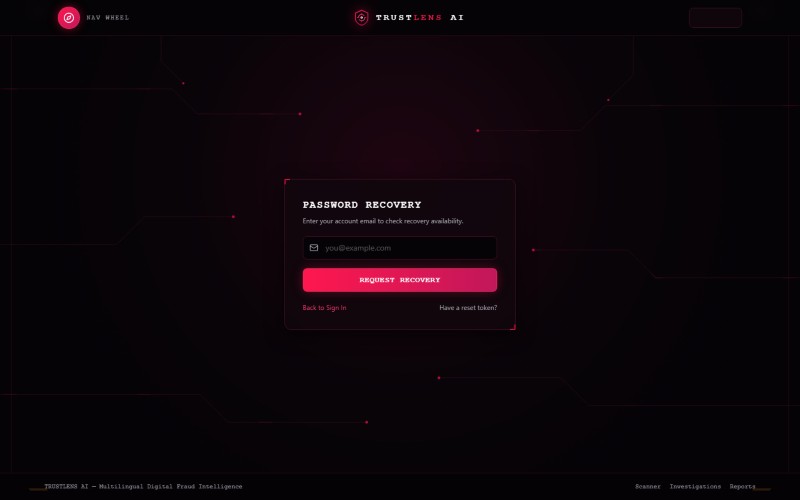 NAV WHEEL
TRUSTLENS AI
PASSWORD RECOVERY
Enter your account email to check recovery availability.
you@example.com
REQUEST RECOVERY
Back to Sign In
Have a reset token?
TRUSTLENS AI — Multilingual Digital Fraud Intelligence
Scanner Investigations Reports